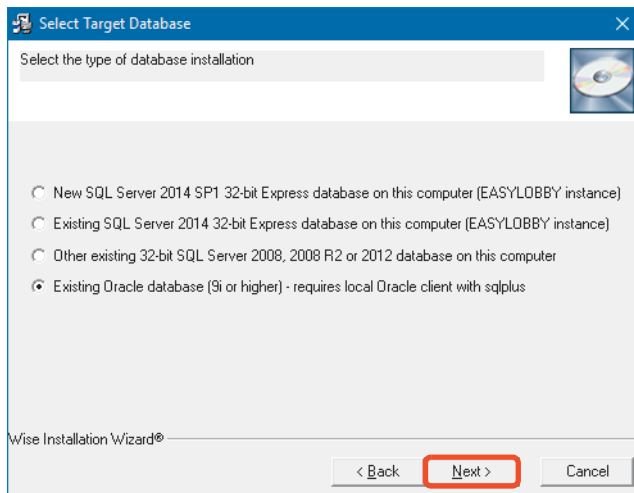 Select Target Database
Select the type of database installation
New SQL Server 2014 SP1 32-bit Express database on this computer (EASYLOBBY instance)
Existing SQL Server 2014 32-bit Express database on this computer (EASYLOBBY instance)
Other existing 32-bit SQL Server 2008, 2008 R2 or 2012 database on this computer
Existing Oracle database (9i or higher) - requires local Oracle client with sqlplus
Wise Installation Wizard®
< Back Next > Cancel